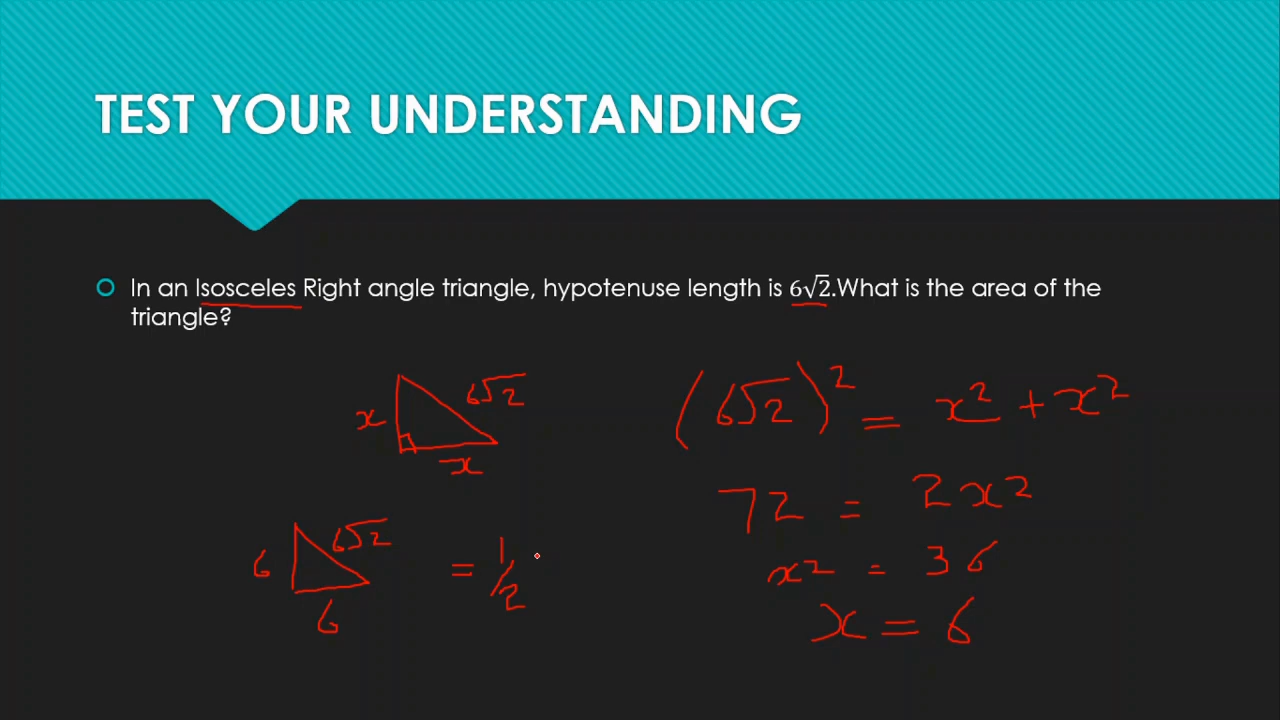 TEST YOUR UNDERSTANDING
In an Isosceles Right angle triangle, hypotenuse length is 6√2.What is the area of the
triangle?
x 6√2
x
(6√2)² = x² + x²
72 = 2x²
6 6√2
6
= 1/2
x² = 36
x = 6